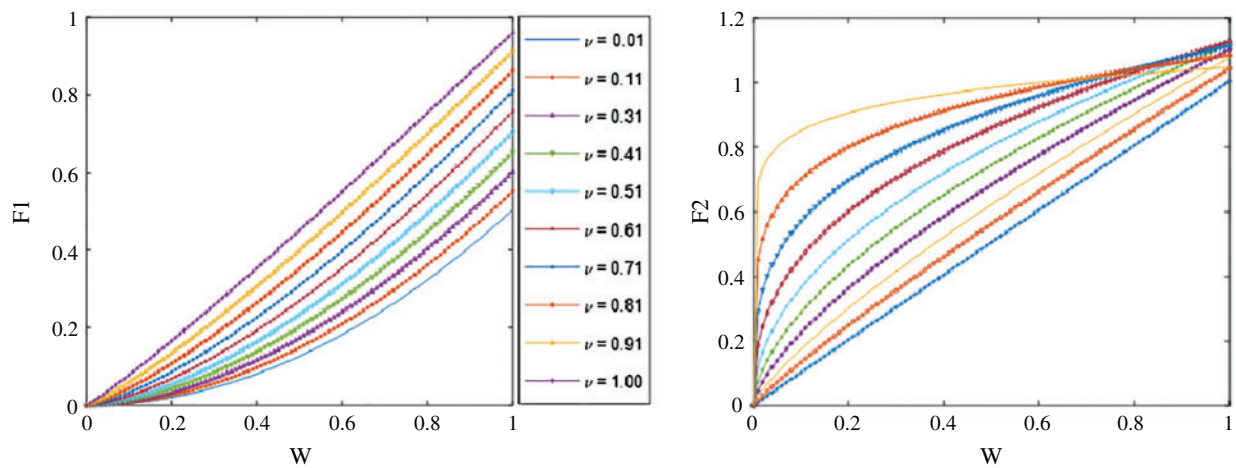 1
0.8
0.6
0.4
0.2
0
F1
0 0.2 0.4 0.6 0.8 1
W
ν = 0.01
ν = 0.11
ν = 0.31
ν = 0.41
ν = 0.51
ν = 0.61
ν = 0.71
ν = 0.81
ν = 0.91
ν = 1.00
1.2
1
0.8
0.6
0.4
0.2
0
F2
0 0.2 0.4 0.6 0.8 1
W